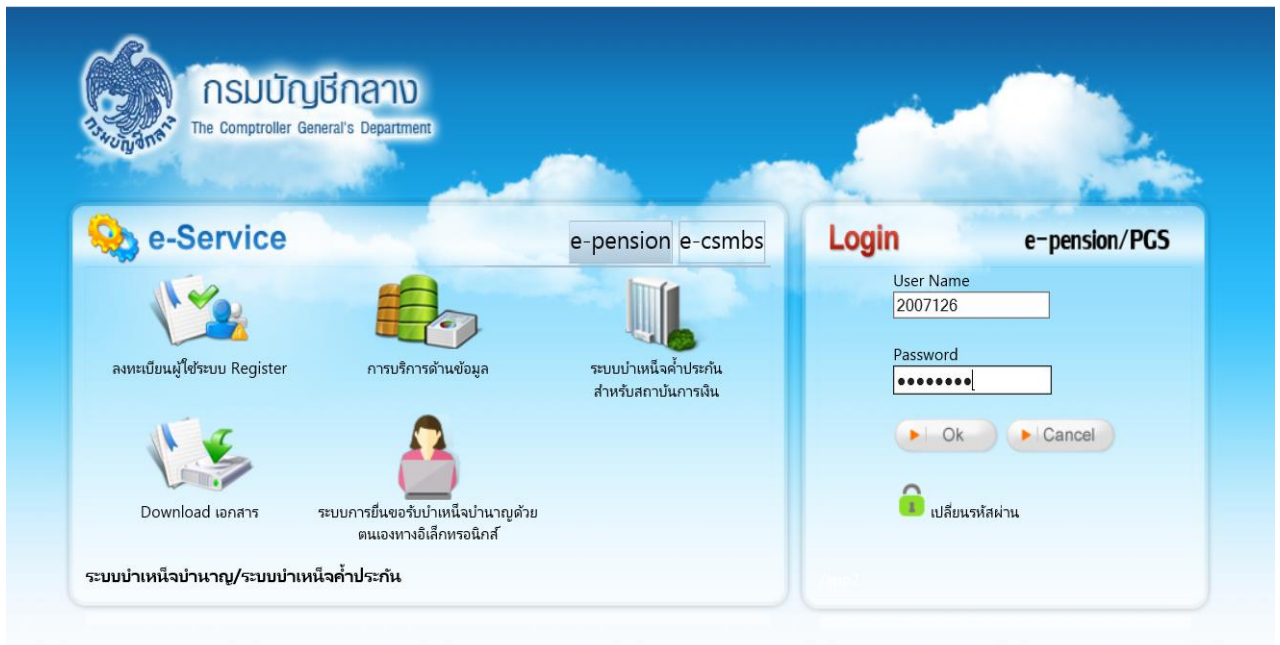 กรมบัญชีกลาง
The Comptroller General's Department
กรมบัญชีกลาง
e-Service
e-pension e-csmbs
ลงทะเบียนผู้ใช้ระบบ Register
การบริการด้านข้อมูล
ระบบบำเหน็จค้ำประกัน
สำหรับสถาบันการเงิน
Download เอกสาร
ระบบการยื่นขอรับบำเหน็จบำนาญด้วย
ตนเองทางอิเล็กทรอนิกส์
ระบบบำเหน็จบำนาญ/ระบบบำเหน็จค้ำประกัน
Login e-pension/PGS
User Name
2007126
Password
••••••••
Ok Cancel
เปลี่ยนรหัสผ่าน